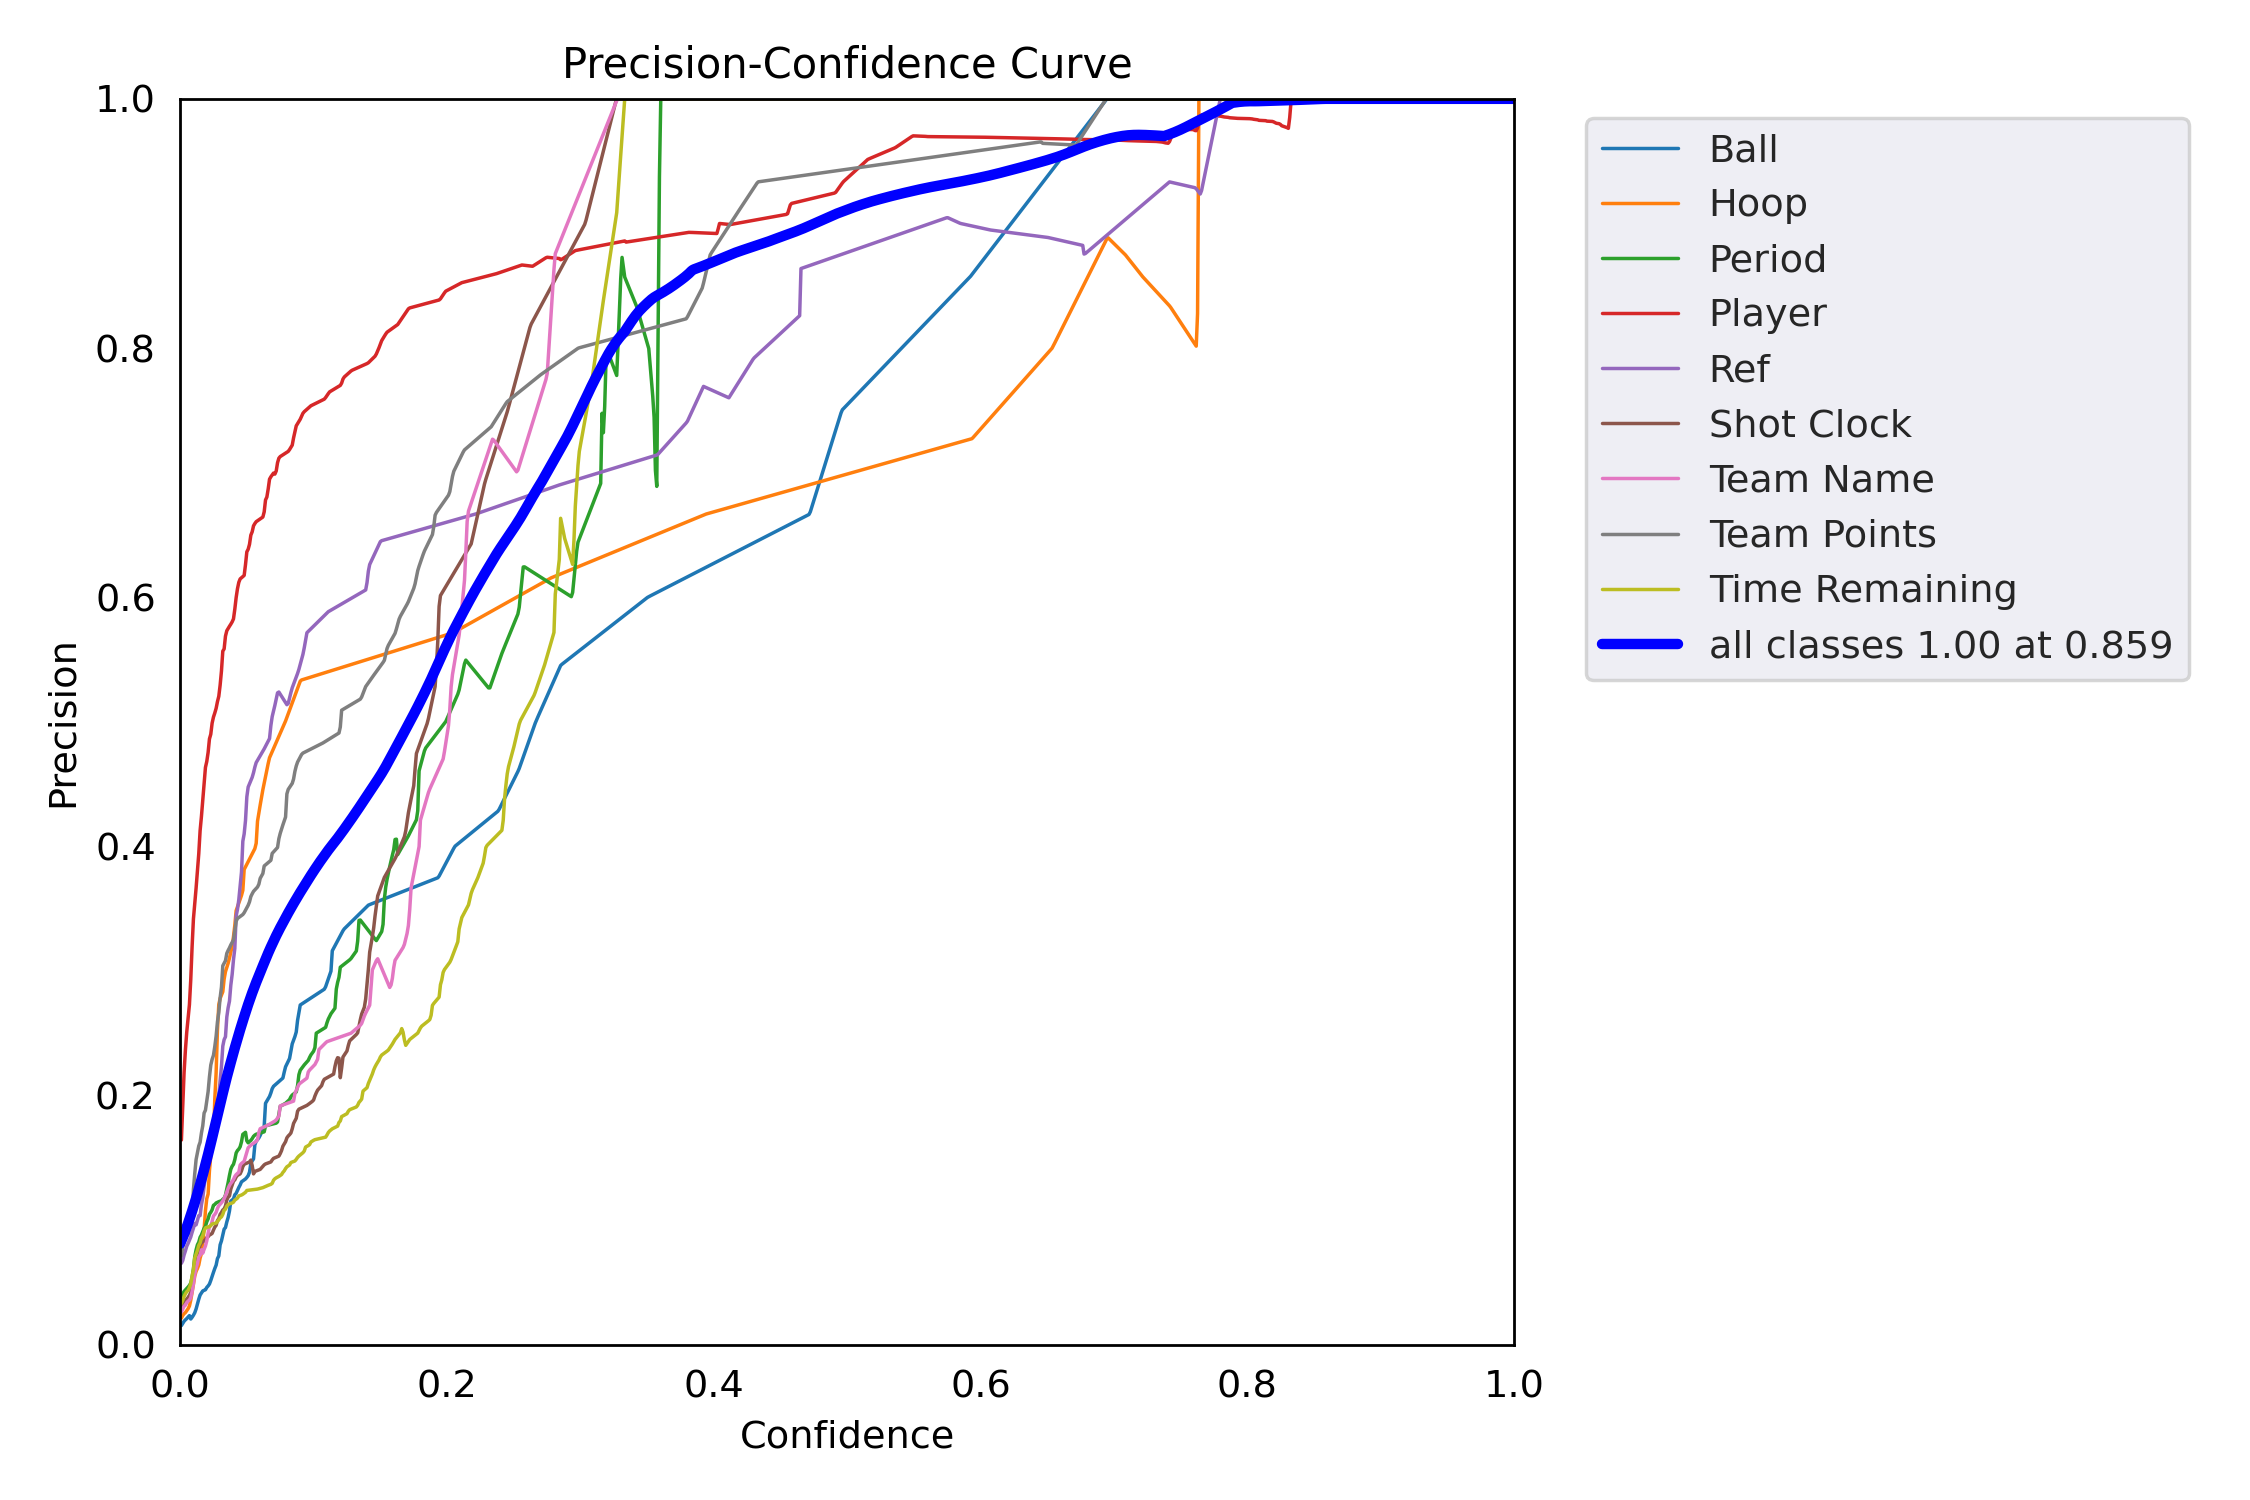 Precision-Confidence Curve
1.0
0.8
0.6
0.4
0.2
0.0
Precision
0.0 0.2 0.4 0.6 0.8 1.0
Confidence
Ball
Hoop
Period
Player
Ref
Shot Clock
Team Name
Team Points
Time Remaining
all classes 1.00 at 0.859